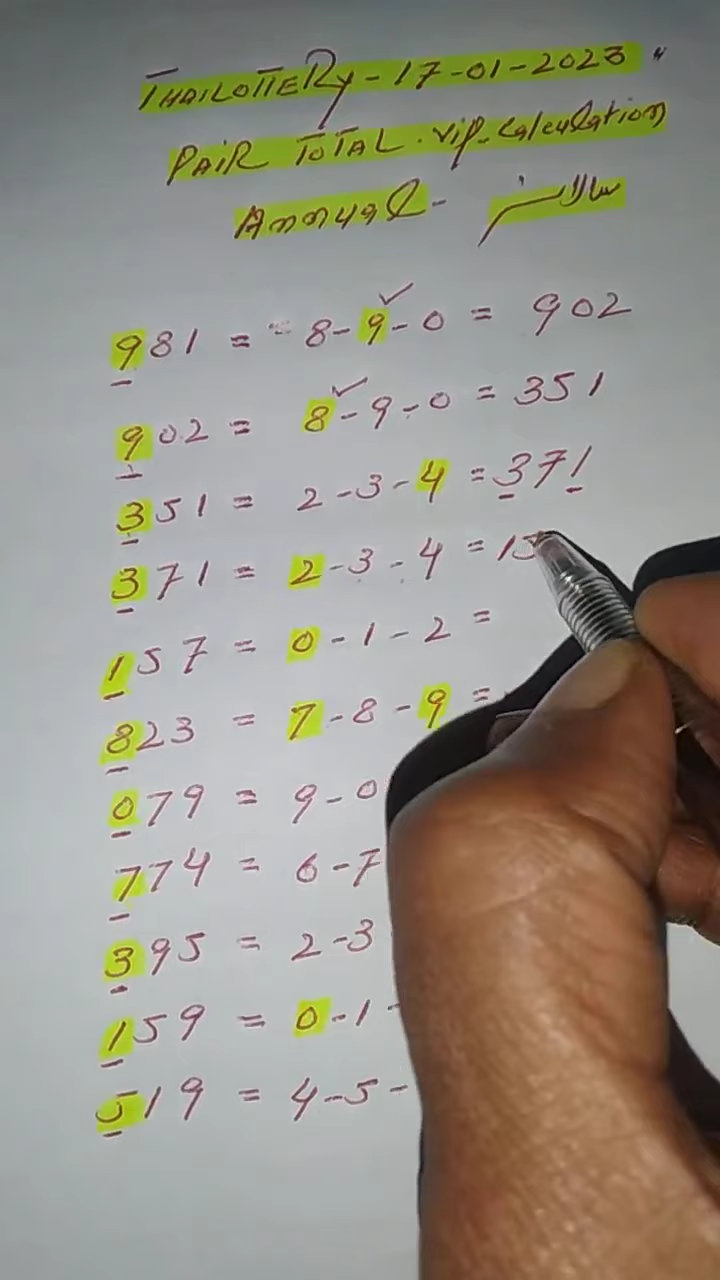 THAILOTTERY-17-01-2023 "
PAIR TOTAL. vip-calculation
Annual- سالانہ
981 = 8-9-0 = 902
902 = 8-9-0 = 351
351 = 2-3-4 = 371
371 = 2-3-4 = 15
157 = 0-1-2 =
823 = 7-8-9 =
079 = 9-0
774 = 6-7
395 = 2-3
159 = 0-1-
519 = 4-5-